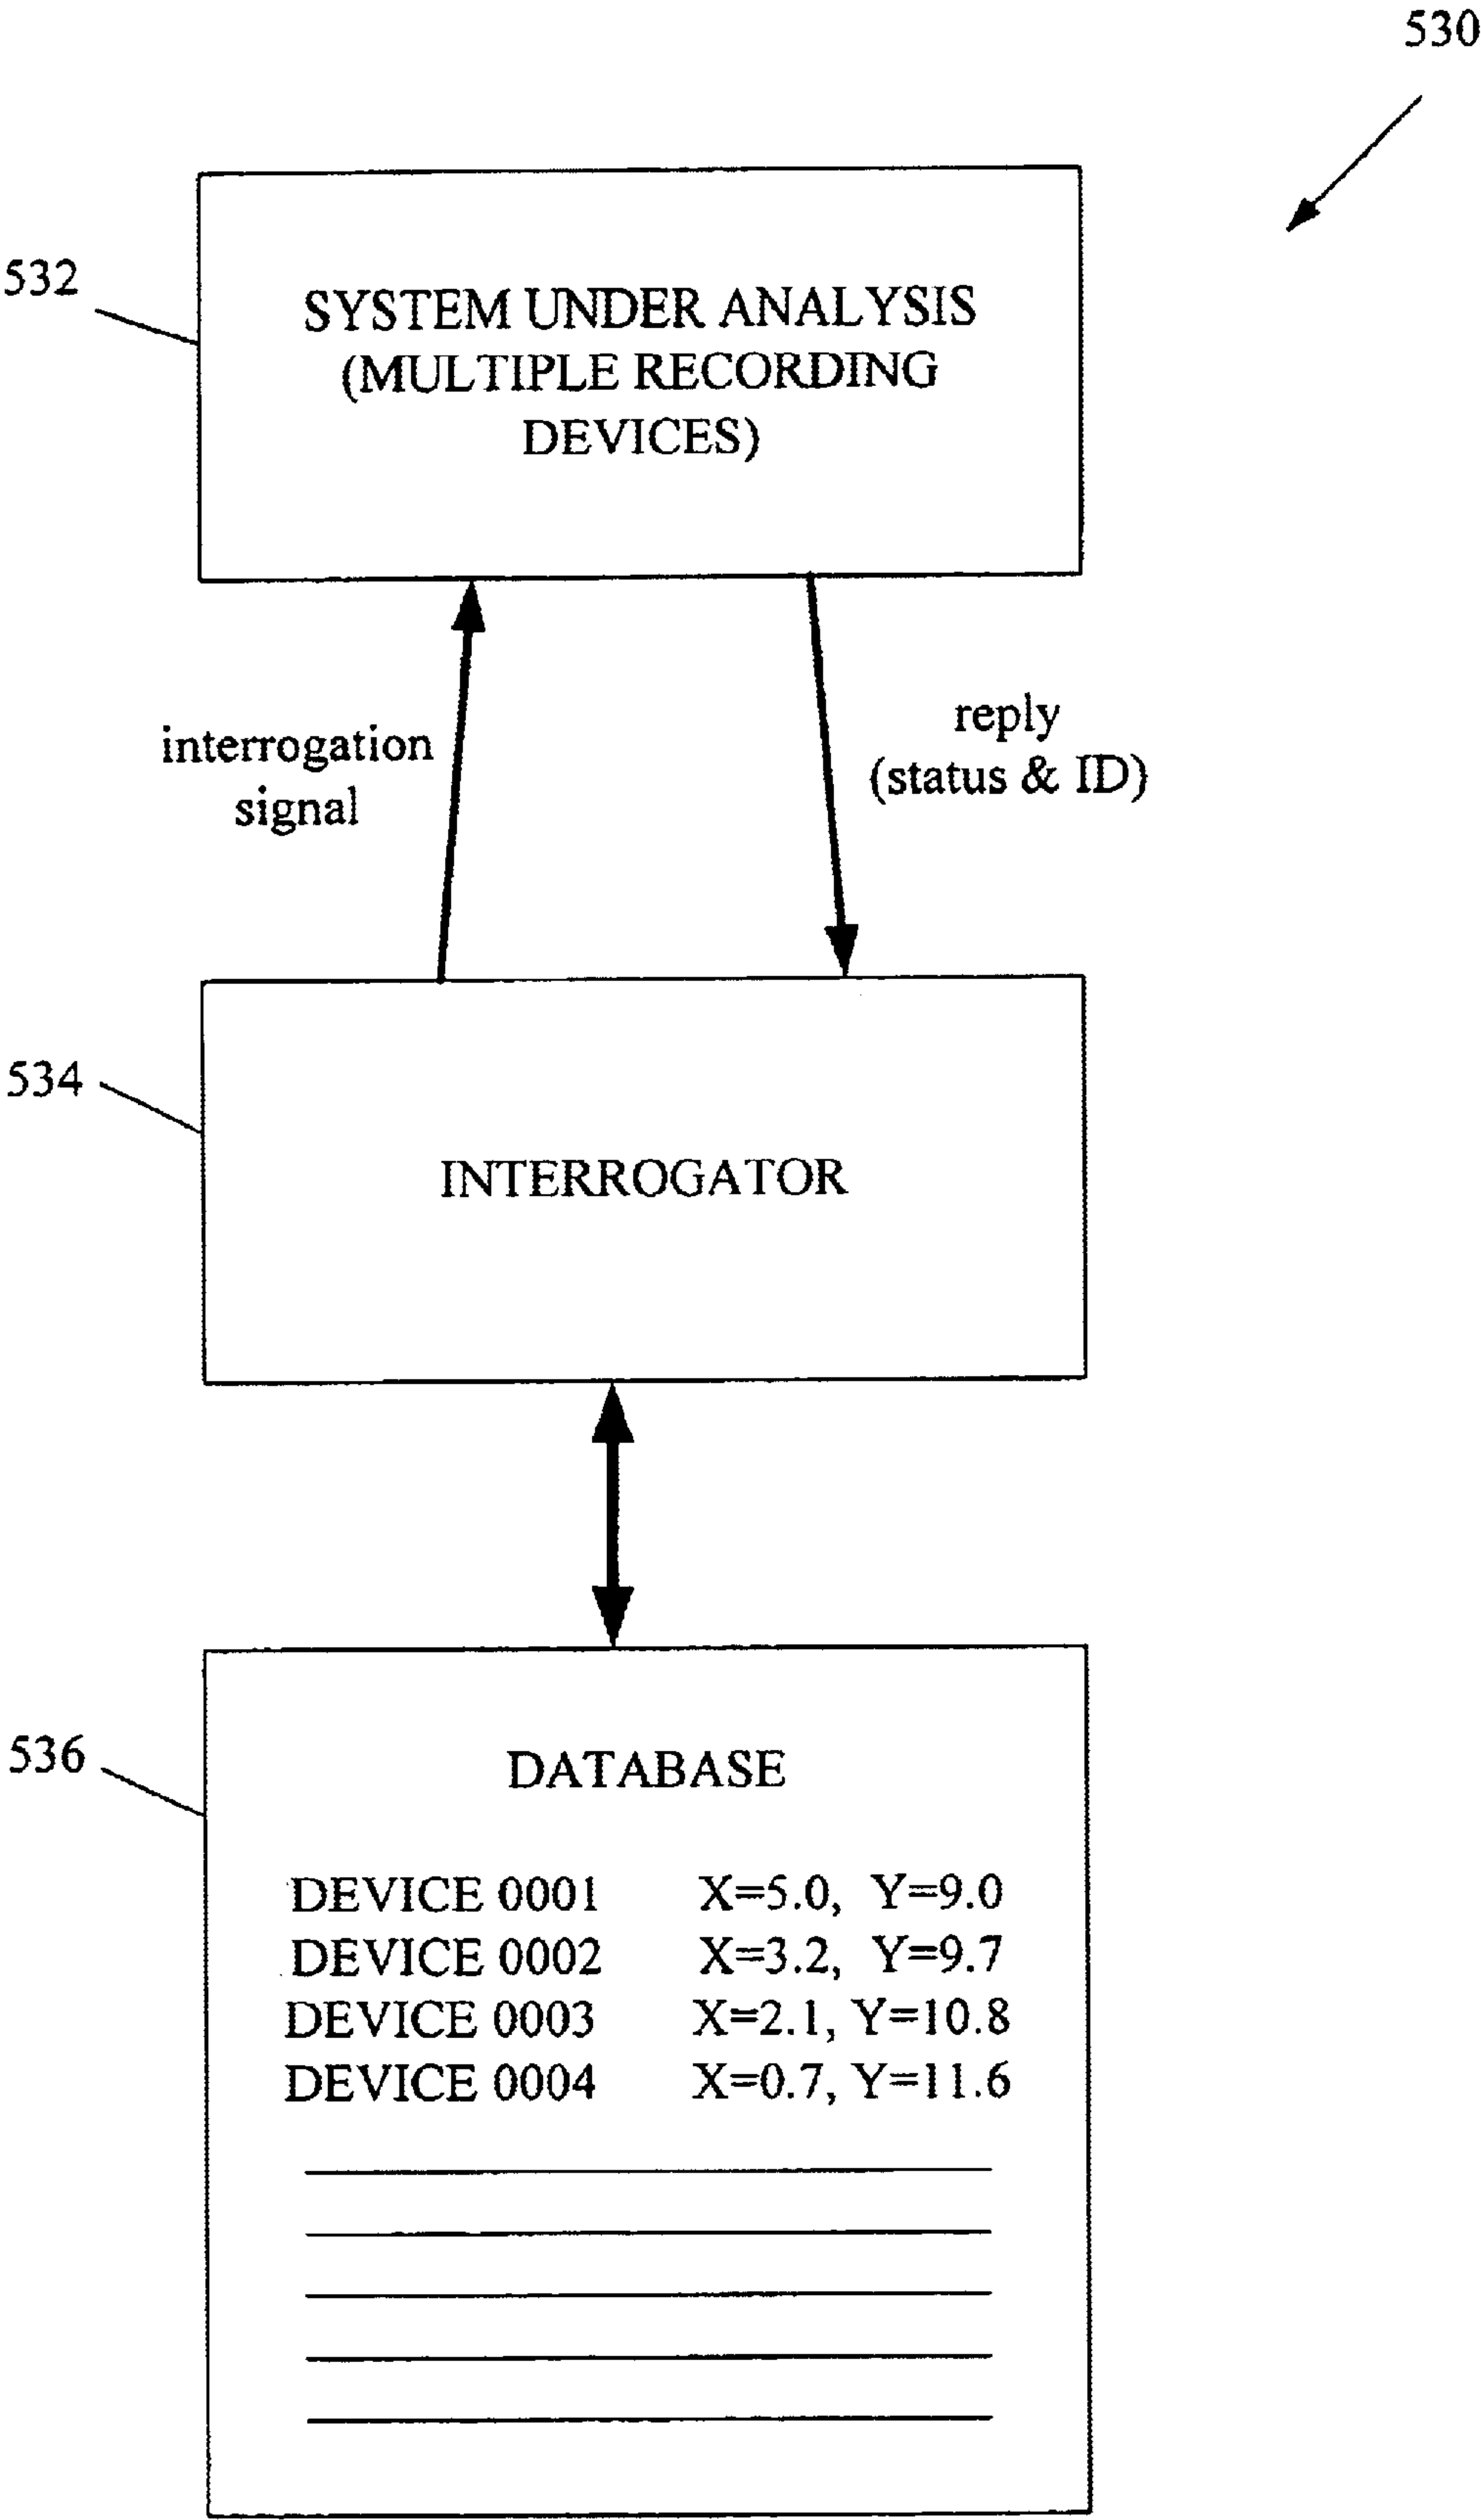 530
532
SYSTEM UNDER ANALYSIS
(MULTIPLE RECORDING
DEVICES)
interrogation
signal
reply
(status & ID)
534
INTERROGATOR
536
DATABASE
DEVICE 0001 X=5.0, Y=9.0
DEVICE 0002 X=3.2, Y=9.7
DEVICE 0003 X=2.1, Y=10.8
DEVICE 0004 X=0.7, Y=11.6